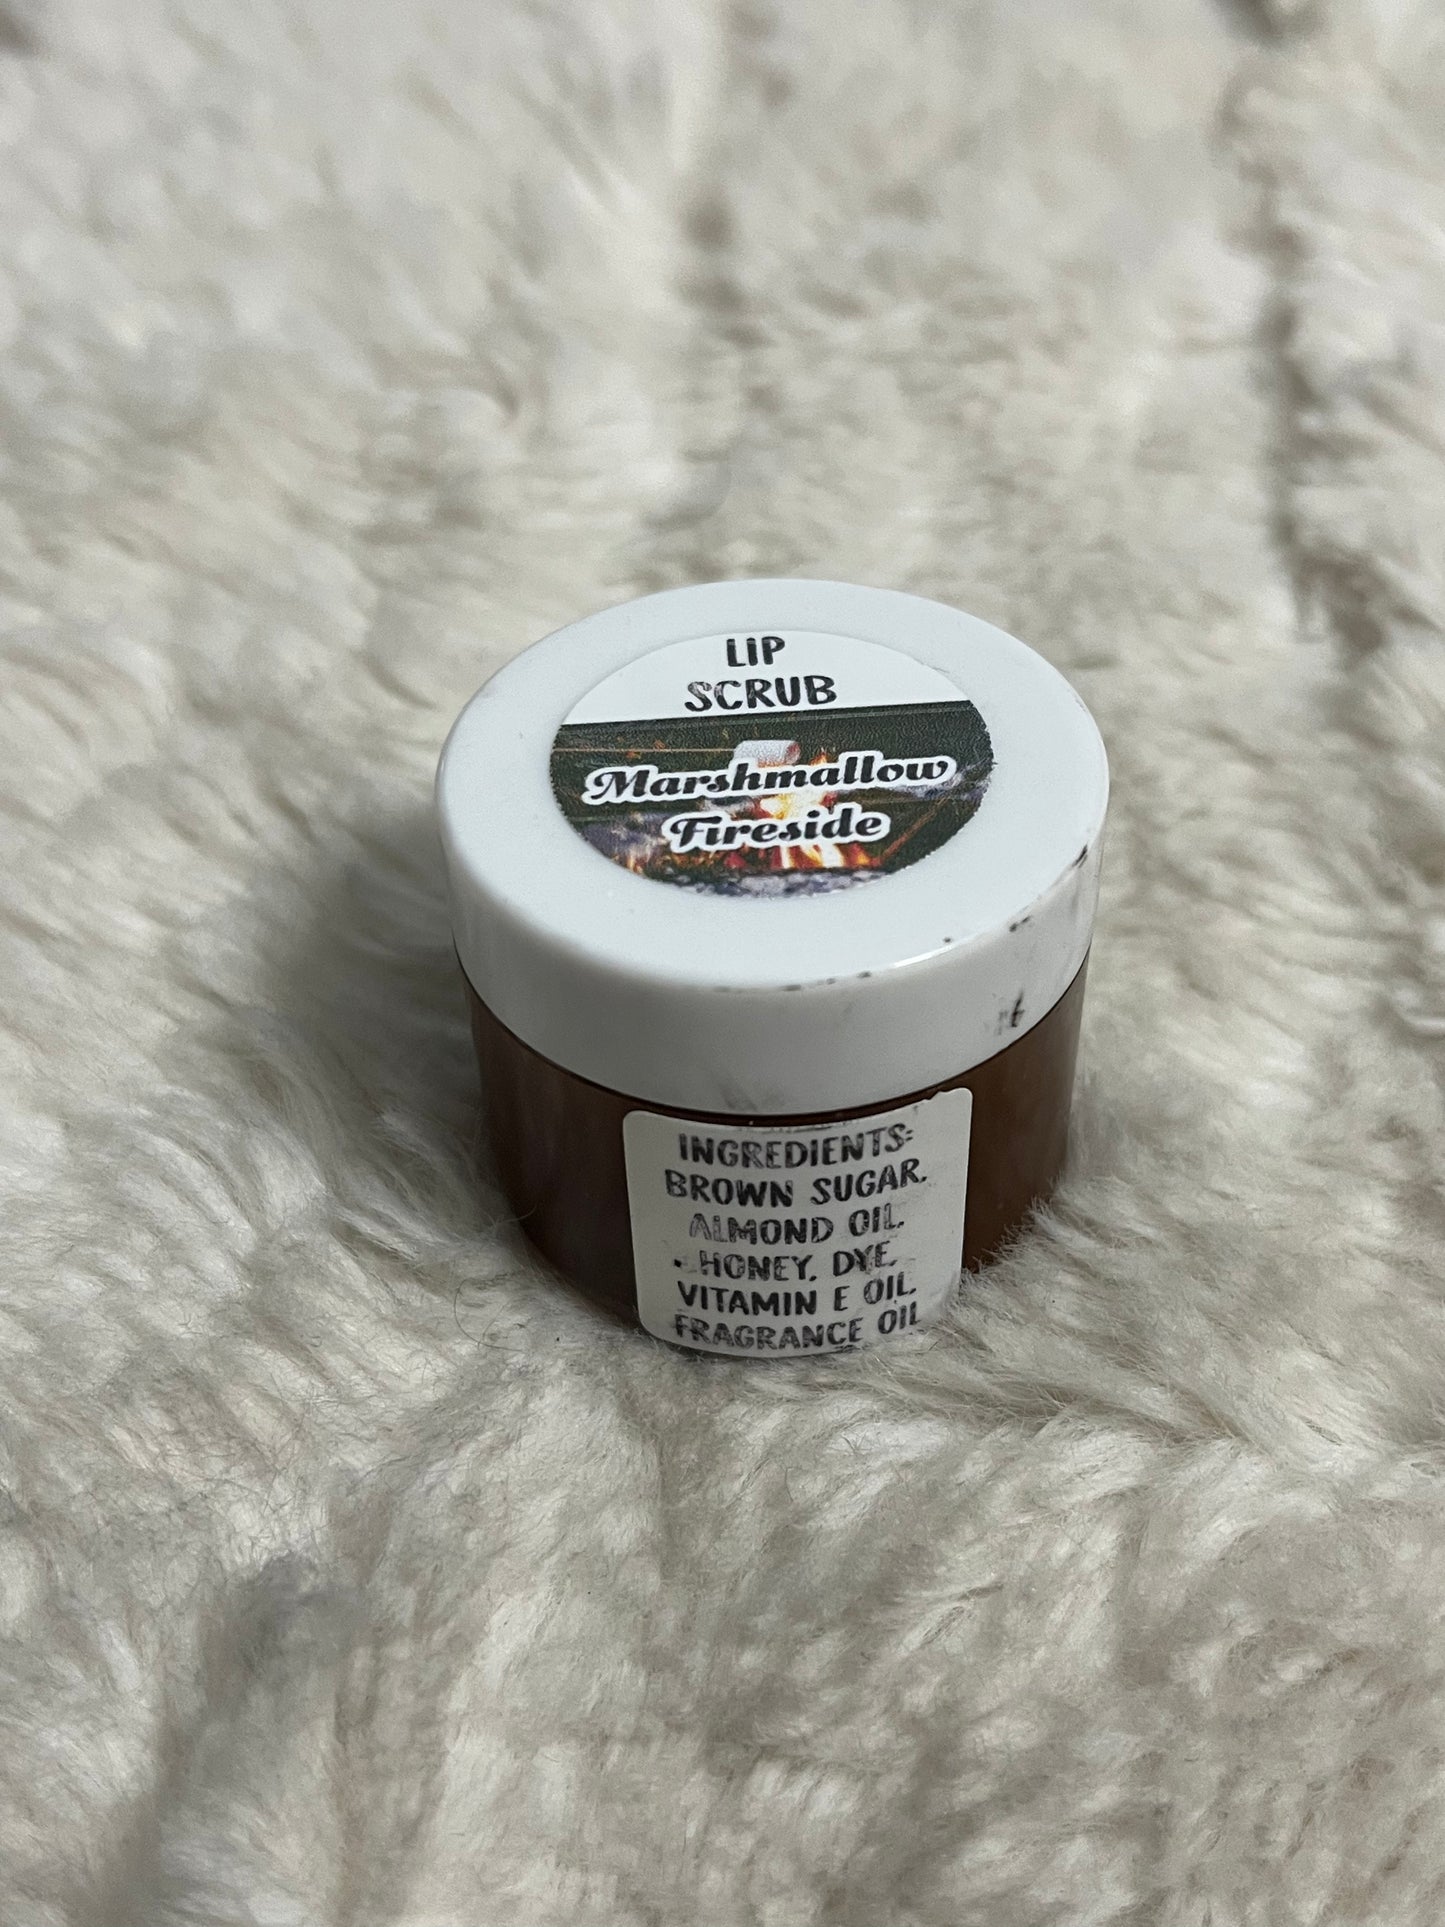 LIP
SCRUB
Marshmallow
Fireside
INGREDIENTS:
BROWN SUGAR,
ALMOND OIL,
HONEY, DYE,
VITAMIN E OIL,
FRAGRANCE OIL